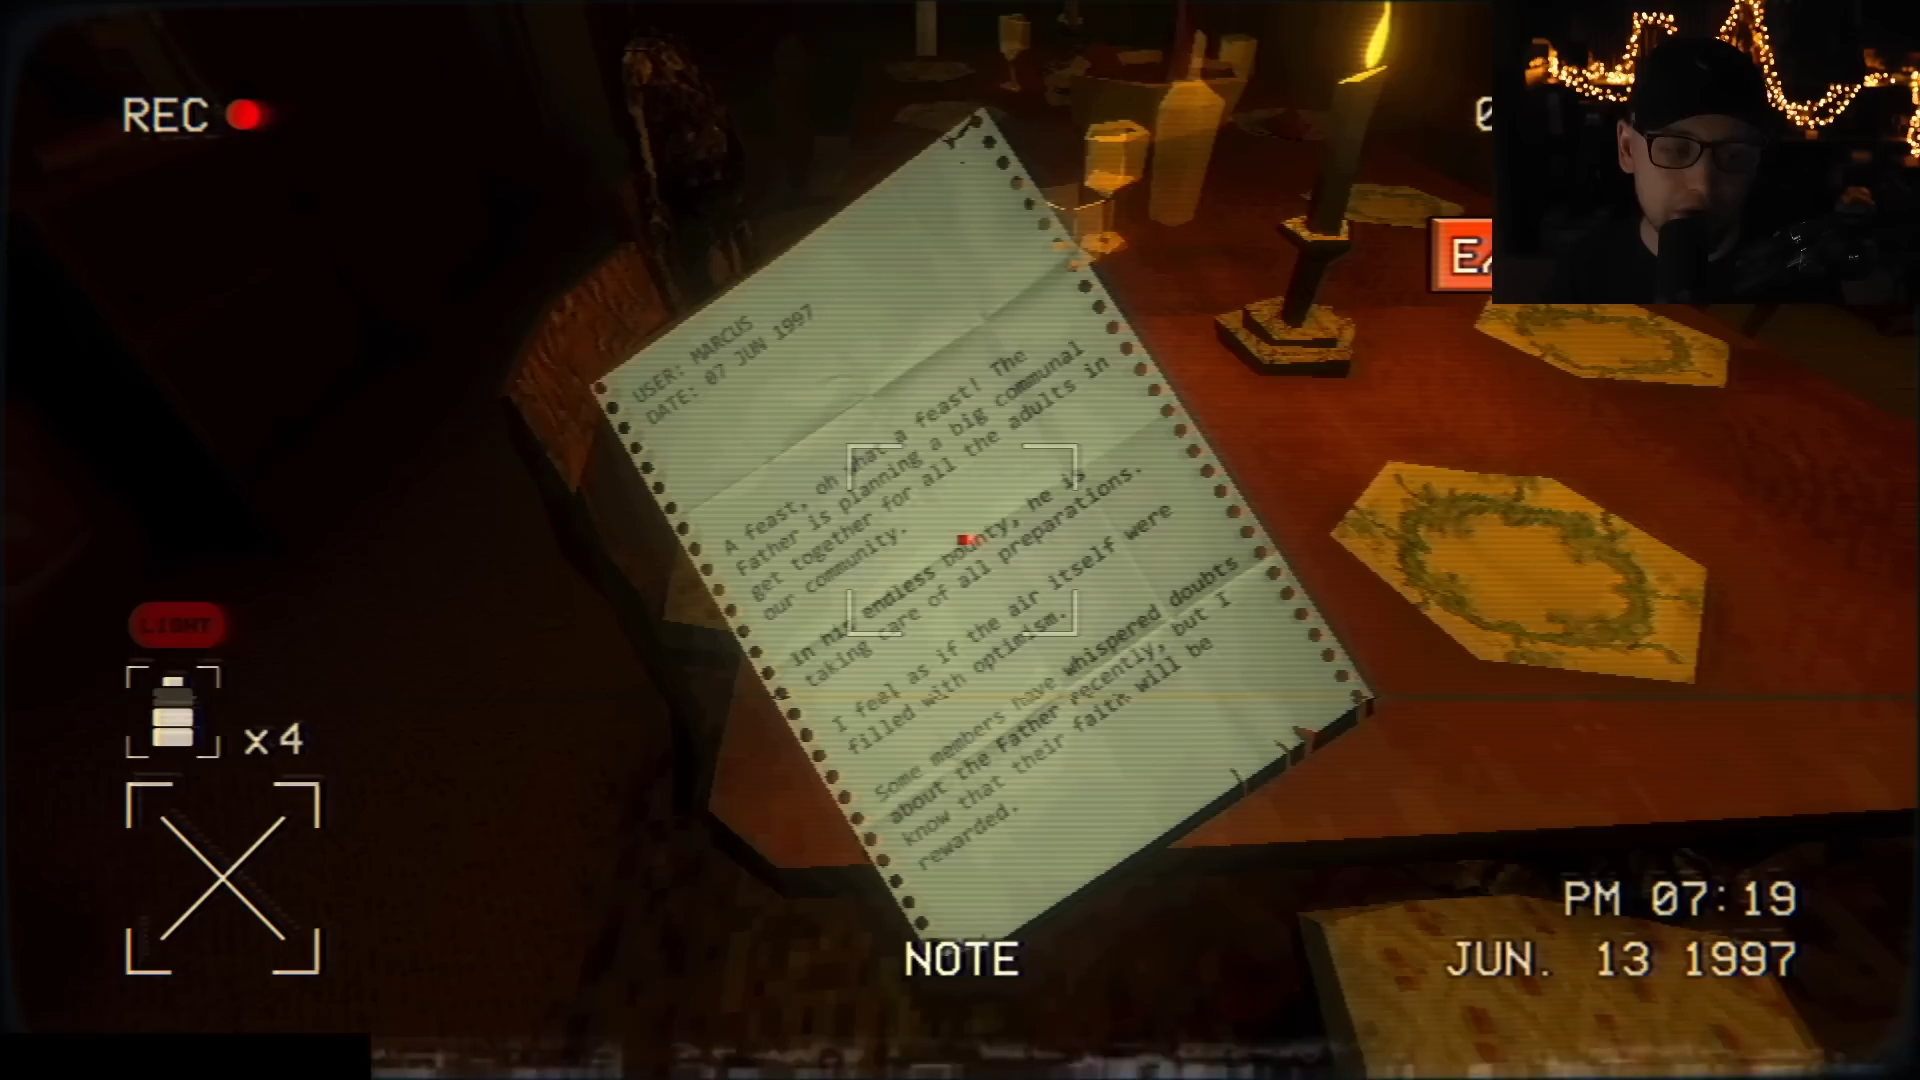 REC
0
E
USER: MARCUS
DATE: 07 JUN 1997
A feast, oh what a feast! The
Father is planning a big communal
get together for all the adults in
our community.
In his endless bounty, he is
taking care of all preparations.
I feel as if the air itself were
filled with optimism.
Some members have whispered doubts
about the Father recently, but I
know that their faith will be
rewarded.
LIGHT
x4
NOTE
PM 07:19
JUN. 13 1997